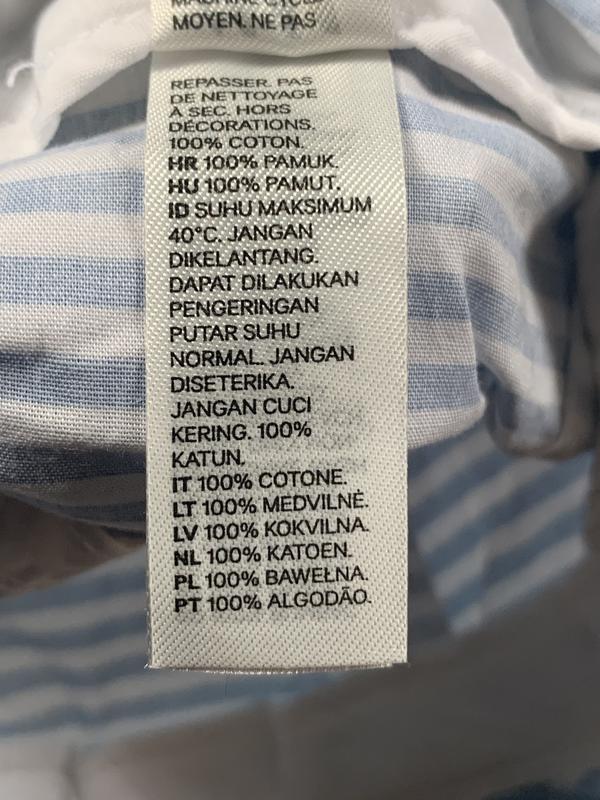 MACHINE CYCLE
MOYEN. NE PAS
REPASSER. PAS
DE NETTOYAGE
À SEC. HORS
DÉCORATIONS.
100% COTON.
HR 100% PAMUK.
HU 100% PAMUT.
ID SUHU MAKSIMUM
40°C. JANGAN
DIKELANTANG.
DAPAT DILAKUKAN
PENGERINGAN
PUTAR SUHU
NORMAL. JANGAN
DISETERIKA.
JANGAN CUCI
KERING. 100%
KATUN.
IT 100% COTONE.
LT 100% MEDVILNĖ.
LV 100% KOKVILNA.
NL 100% KATOEN.
PL 100% BAWEŁNA.
PT 100% ALGODÃO.